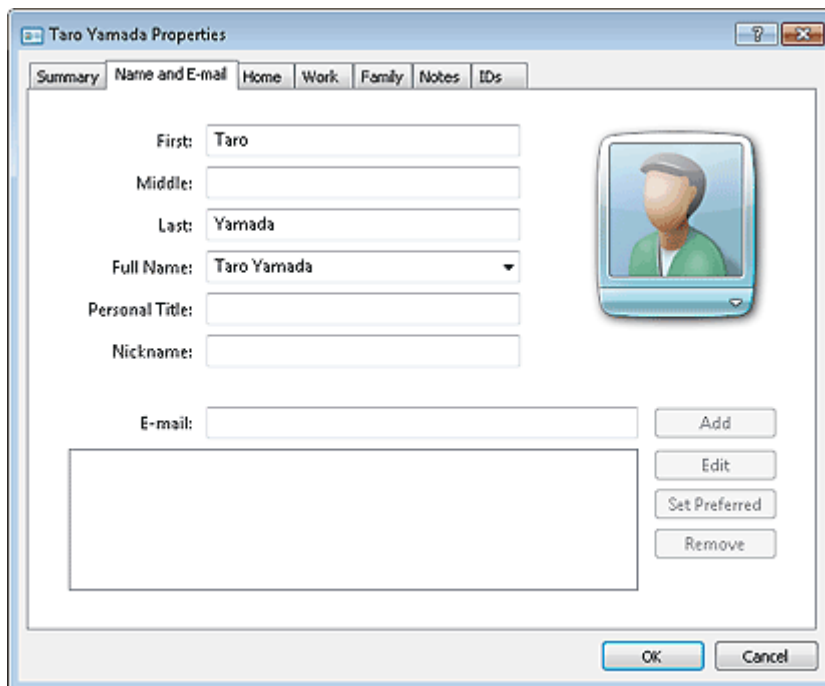 Taro Yamada Properties
Summary Name and E-mail Home Work Family Notes IDs
First: Taro
Middle:
Last: Yamada
Full Name: Taro Yamada
Personal Title:
Nickname:
E-mail: Add
Edit
Set Preferred
Remove
OK Cancel